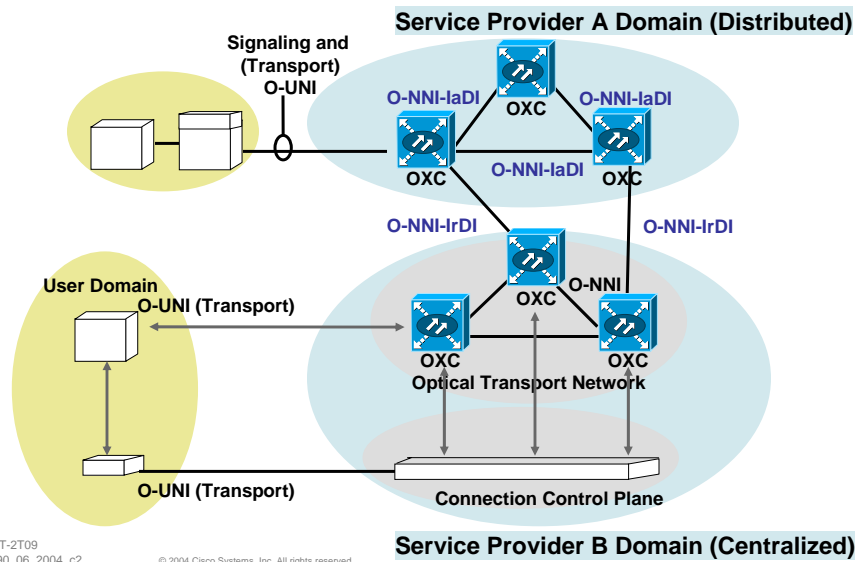 Service Provider A Domain (Distributed)
Signaling and
(Transport)
O-UNI
O-NNI-IaDI
OXC
O-NNI-IaDI
OXC
O-NNI-IaDI
OXC
O-NNI-IrDI
O-NNI-IrDI
User Domain
O-UNI (Transport)
O-NNI
OXC
OXC
OXC
Optical Transport Network
O-UNI (Transport)
Connection Control Plane
T-2T09
90_06_2004_c2
© 2004 Cisco Systems, Inc. All rights reserved.
Service Provider B Domain (Centralized)